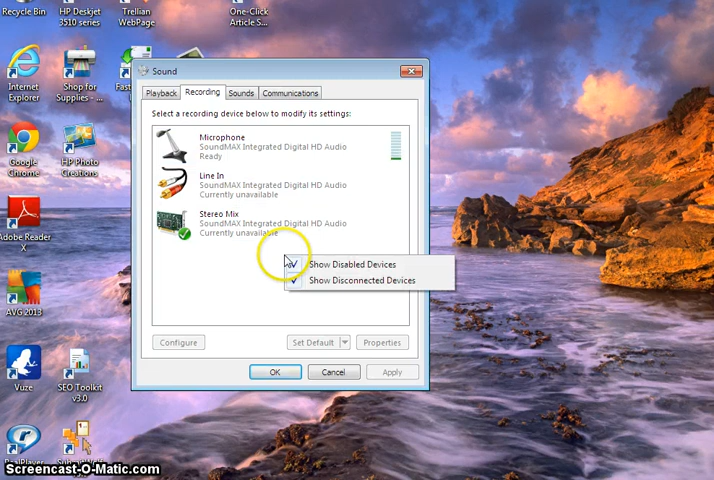 Recycle Bin
HP Deskjet
3510 series
Trellian
WebPage
One-Click
Article S...
Internet
Explorer
Shop for
Supplies - ...
Google
Chrome
HP Photo
Creations
Adobe Reader
X
AVG 2013
Vuze
SEO Toolkit
v3.0
RealPlayer
Sound
Playback
Recording
Sounds
Communications
Select a recording device below to modify its settings:
Microphone
SoundMAX Integrated Digital HD Audio
Ready
Line In
SoundMAX Integrated Digital HD Audio
Currently unavailable
Stereo Mix
SoundMAX Integrated Digital HD Audio
Currently unavailable
Show Disabled Devices
Show Disconnected Devices
Configure
Set Default
Properties
OK
Cancel
Apply
Screencast-O-Matic.com